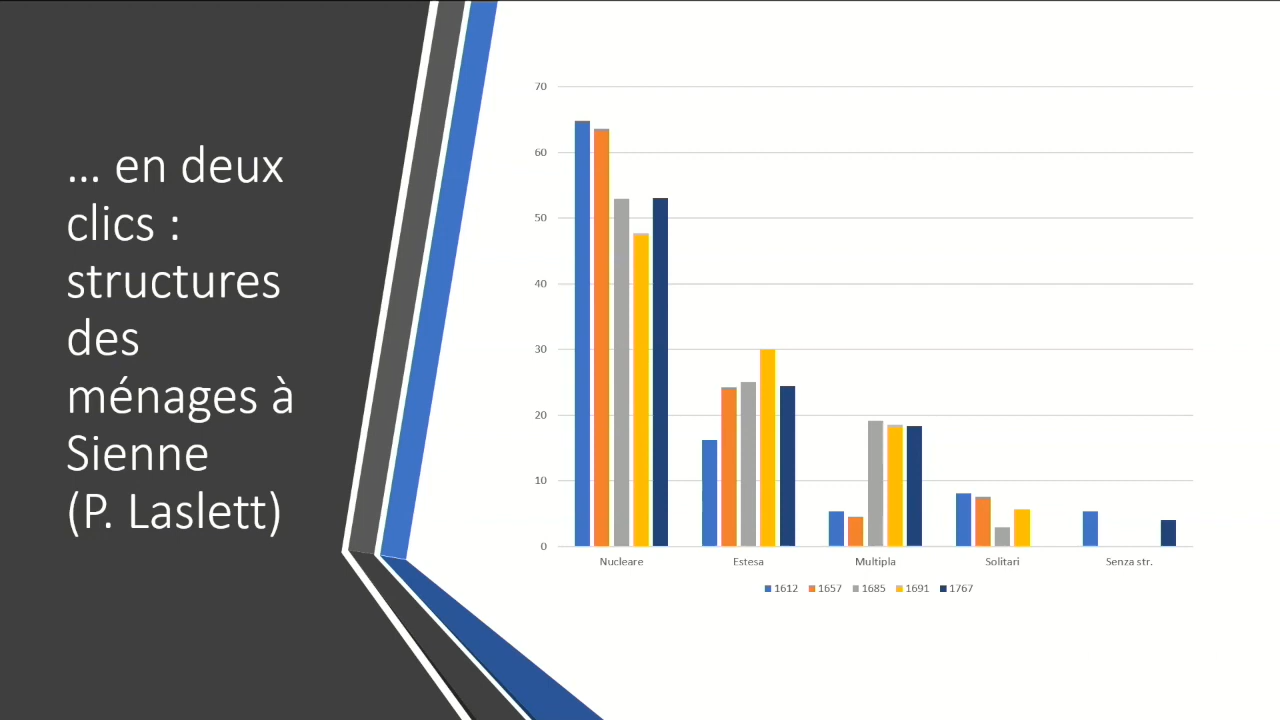 ... en deux
clics :
structures
des
ménages à
Sienne
(P. Laslett)
70
60
50
40
30
20
10
0
Nucleare Estesa Multipla Solitari Senza str.
1612 1657 1685 1691 1767